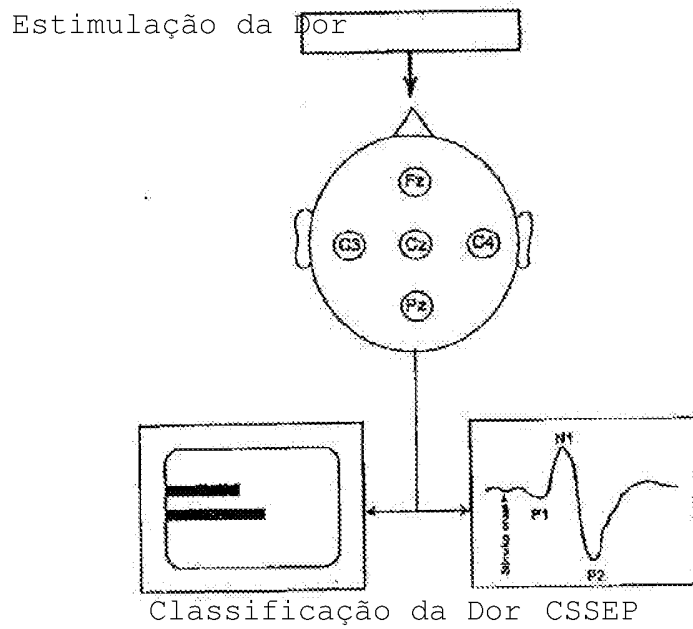 Estimulação da Dor
Fz
C3 Cz C4
Pz
N1
P1
P2
Classificação da Dor CSSEP